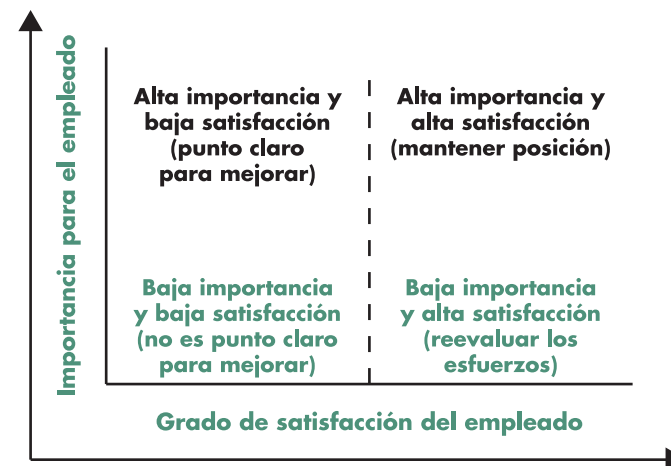 Importancia para el empleado
Alta importancia y
baja satisfacción
(punto claro
para mejorar)
Alta importancia y
alta satisfacción
(mantener posición)
Baja importancia
y baja satisfacción
(no es punto claro
para mejorar)
Baja importancia
y alta satisfacción
(reevaluar los
esfuerzos)
Grado de satisfacción del empleado